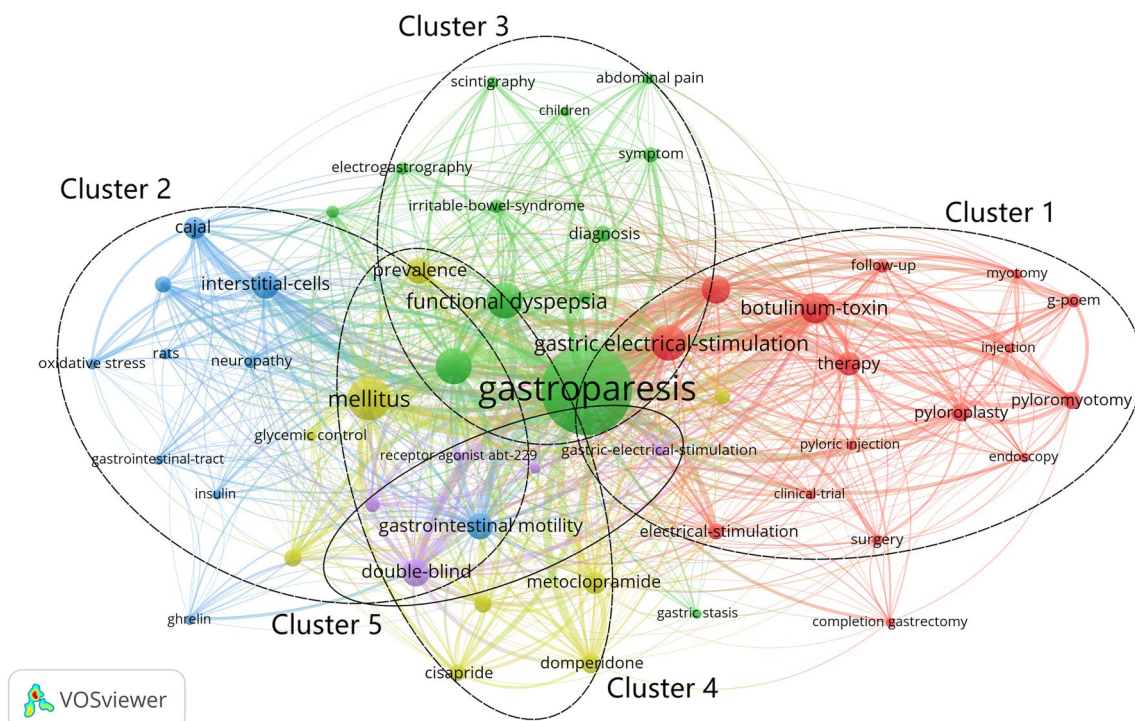 Cluster 3
scintigraphy
abdominal pain
children
symptom
electrogastrography
Cluster 2
irritable-bowel-syndrome
Cluster 1
cajal
diagnosis
prevalence
follow-up
myotomy
interstitial-cells
functional dyspepsia
botulinum-toxin
g-poem
gastric electrical-stimulation
injection
oxidative stress
rats
neuropathy
therapy
gastroparesis
mellitus
pyloroplasty
pyloromyotomy
glycemic control
gastrointestinal-tract
receptor agonist abt-229
gastric-electrical-stimulation
pyloric injection
endoscopy
insulin
clinical-trial
gastrointestinal motility
electrical-stimulation
surgery
double-blind
metoclopramide
ghrelin
Cluster 5
gastric stasis
completion gastrectomy
cisapride
domperidone
Cluster 4
VOSviewer